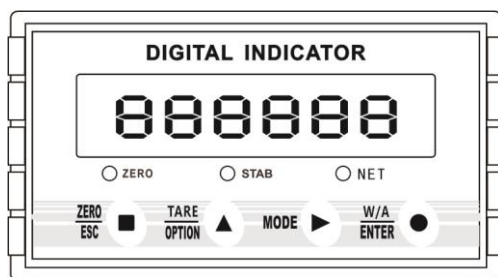 DIGITAL INDICATOR
888888
ZERO STAB NET
ZERO TARE MODE W/A
ESC OPTION ENTER